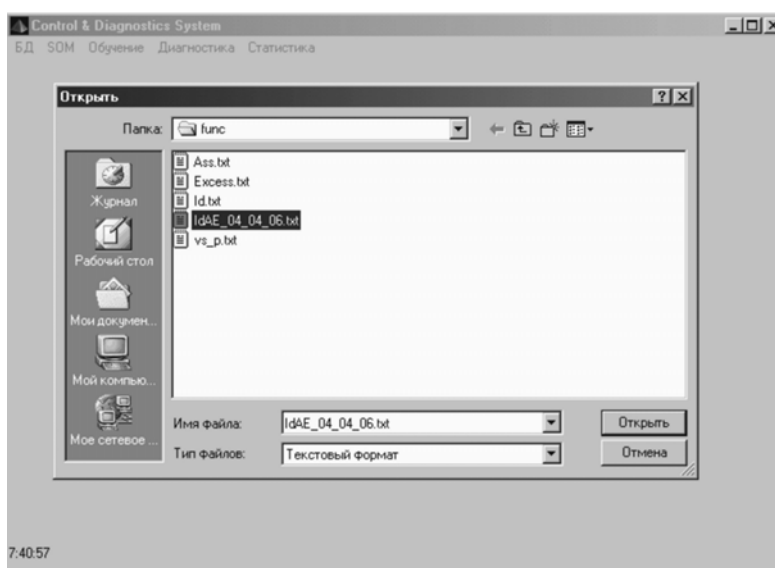 Control & Diagnostics System
БД SOM Обучение Диагностика Статистика
Открыть
Папка: func
Ass.txt
Excess.txt
Id.txt
IdAE_04_04_06.txt
vs_p.txt
Журнал
Рабочий стол
Мои докумен...
Мой компью...
Мое сетевое ...
Имя файла: IdAE_04_04_06.txt Открыть
Тип файлов: Текстовый формат Отмена
7:40:57